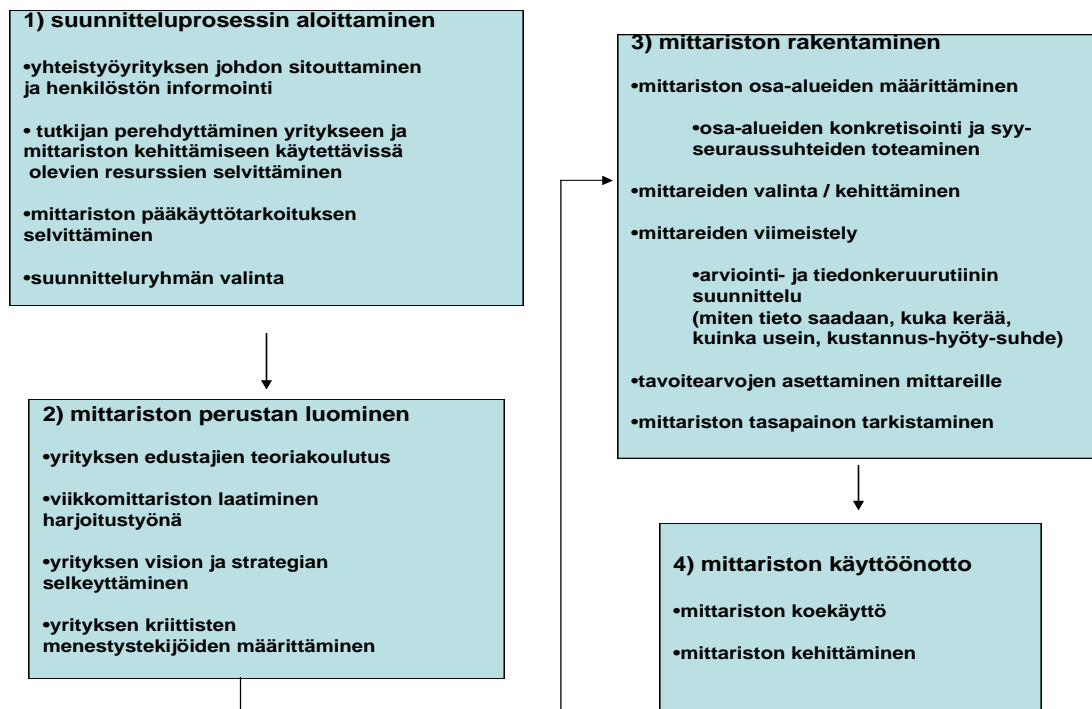 1) suunnitteluprosessin aloittaminen
•yhteistyöyrityksen johdon sitouttaminen
ja henkilöstön informointi
• tutkijan perehdyttäminen yritykseen ja
mittariston kehittämiseen käytettävissä
olevien resurssien selvittäminen
•mittariston pääkäyttötarkoituksen
selvittäminen
•suunnitteluryhmän valinta
2) mittariston perustan luominen
•yrityksen edustajien teoriakoulutus
•viikkomittariston laatiminen
harjoitustyönä
•yrityksen vision ja strategian
selkeyttäminen
•yrityksen kriittisten
menestystekijöiden määrittäminen
3) mittariston rakentaminen
•mittariston osa-alueiden määrittäminen
•osa-alueiden konkretisointi ja syy-
seuraussuhteiden toteaminen
•mittareiden valinta / kehittäminen
•mittareiden viimeistely
•arviointi- ja tiedonkeruurutiinin
suunnittelu
(miten tieto saadaan, kuka kerää,
kuinka usein, kustannus-hyöty-suhde)
•tavoitearvojen asettaminen mittareille
•mittariston tasapainon tarkistaminen
4) mittariston käyttöönotto
•mittariston koekäyttö
•mittariston kehittäminen